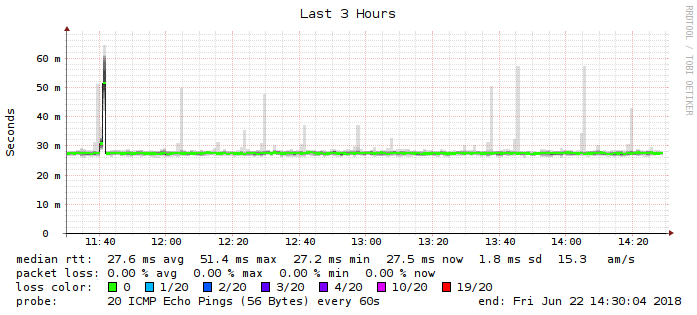 Last 3 Hours
RRDTOOL / TOBI OETIKER
Seconds
60 m
50 m
40 m
30 m
20 m
10 m
0
11:40 12:00 12:20 12:40 13:00 13:20 13:40 14:00 14:20
median rtt: 27.6 ms avg 51.4 ms max 27.2 ms min 27.5 ms now 1.8 ms sd 15.3 am/s
packet loss: 0.00 % avg 0.00 % max 0.00 % min 0.00 % now
loss color: 0 1/20 2/20 3/20 4/20 10/20 19/20
probe: 20 ICMP Echo Pings (56 Bytes) every 60s end: Fri Jun 22 14:30:04 2018